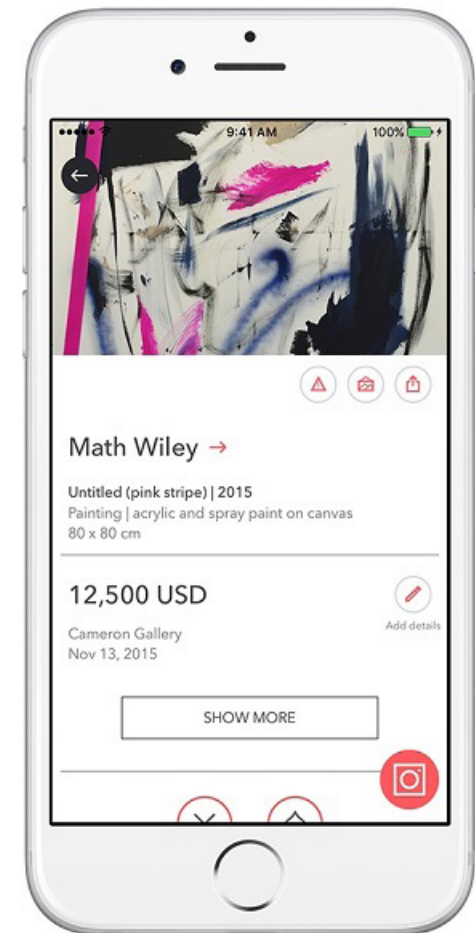 9:41 AM 100%
Math Wiley →
Untitled (pink stripe) | 2015
Painting | acrylic and spray paint on canvas
80 x 80 cm
12,500 USD
Add details
Cameron Gallery
Nov 13, 2015
SHOW MORE